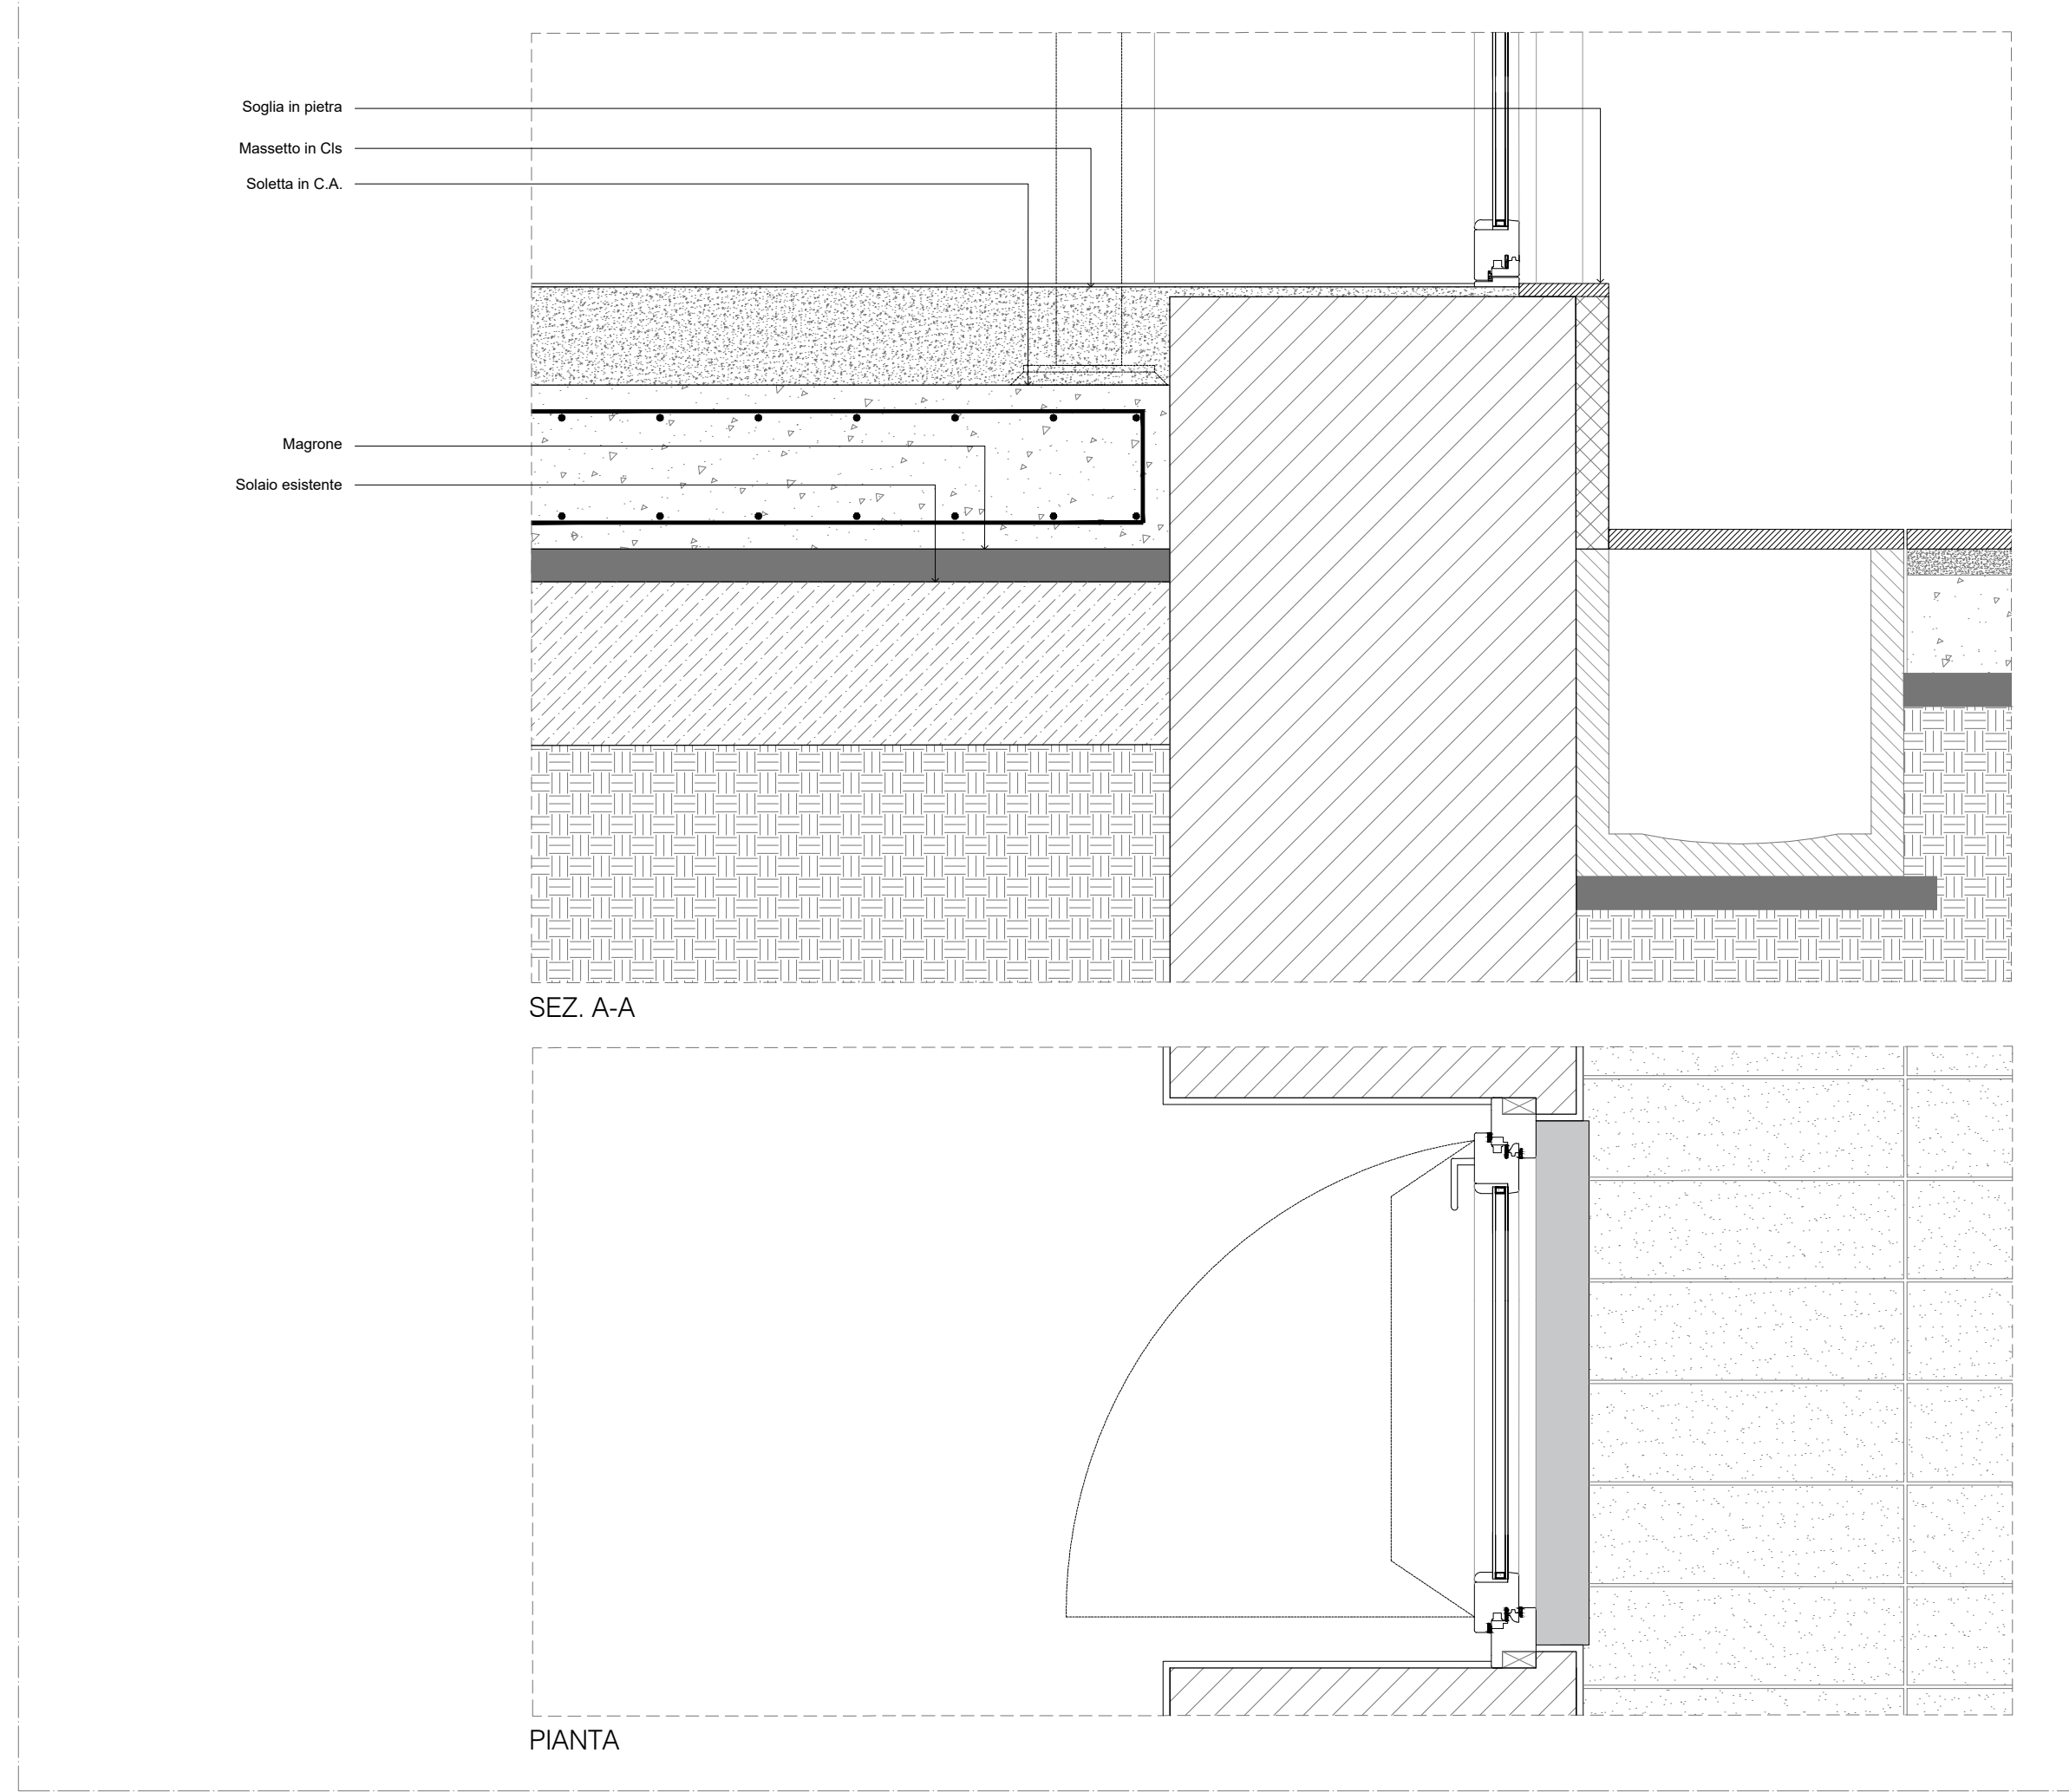 Soglia in pietra
Massetto in Cls
Soletta in C.A.
Magrone
Solaio esistente
SEZ. A-A
PIANTA